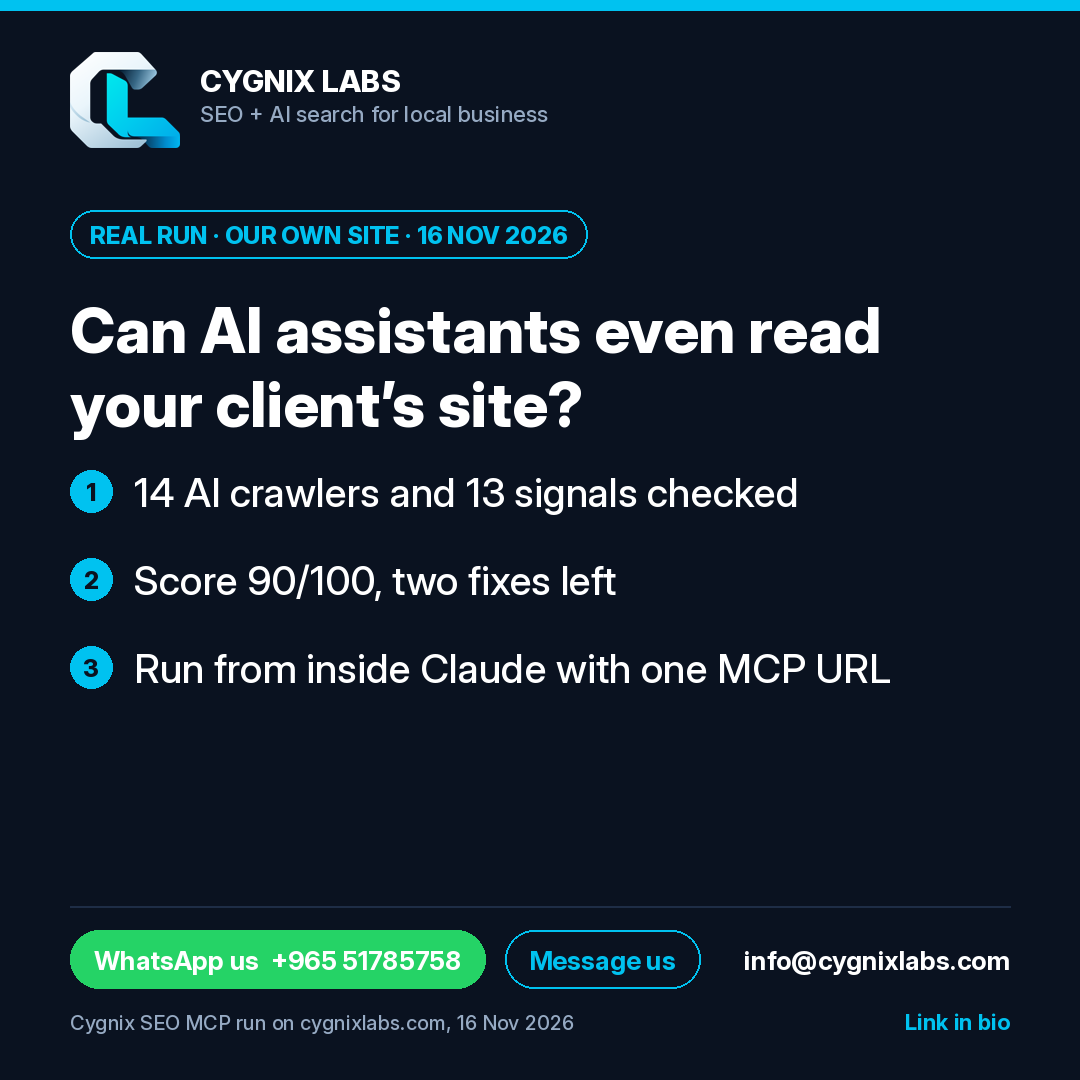 CYGNIX LABS
SEO + AI search for local business
REAL RUN · OUR OWN SITE · 16 NOV 2026
Can AI assistants even read
your client’s site?
1 14 AI crawlers and 13 signals checked
2 Score 90/100, two fixes left
3 Run from inside Claude with one MCP URL
WhatsApp us +965 51785758
Message us
info@cygnixlabs.com
Cygnix SEO MCP run on cygnixlabs.com, 16 Nov 2026
Link in bio